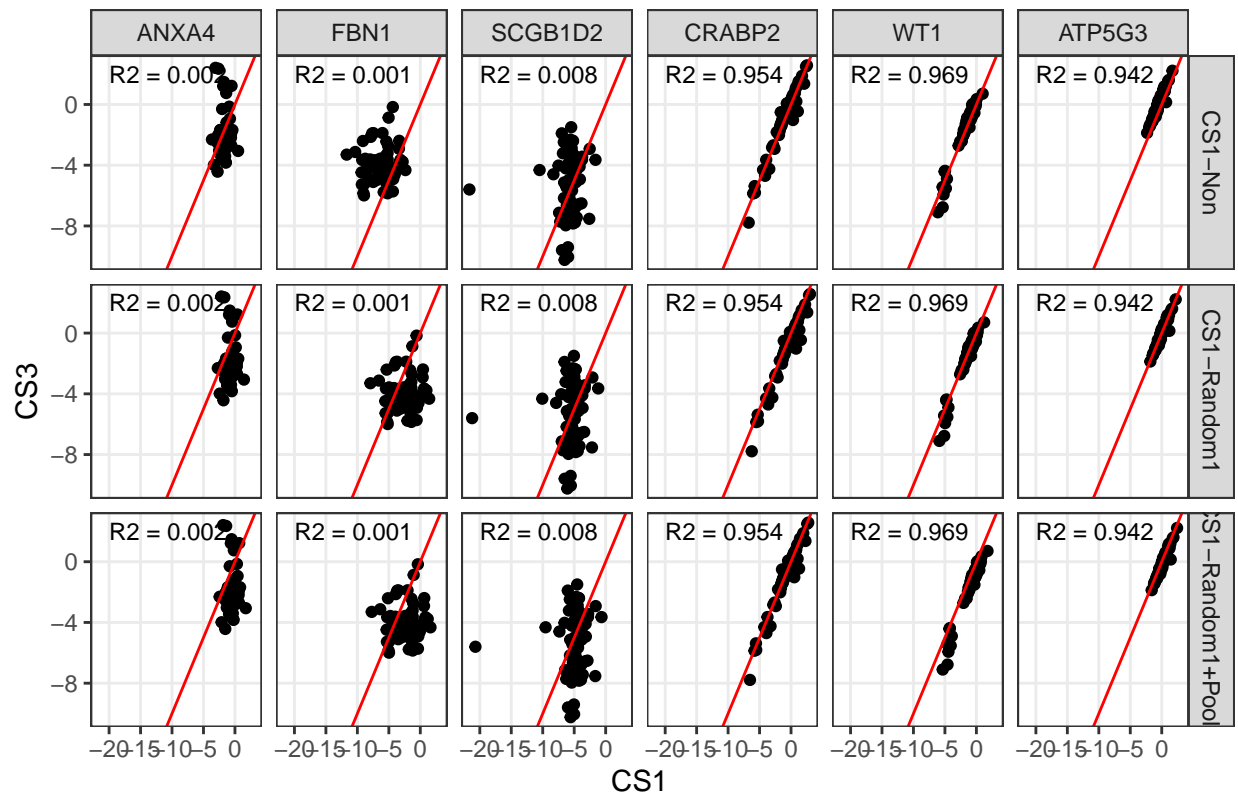 ANXA4 FBN1 SCGB1D2 CRABP2 WT1 ATP5G3
R2 = 0.002 R2 = 0.001 R2 = 0.008 R2 = 0.954 R2 = 0.969 R2 = 0.942
0
−4
−8
CS1−Non
R2 = 0.002 R2 = 0.001 R2 = 0.008 R2 = 0.954 R2 = 0.969 R2 = 0.942
0
−4
−8
CS1−Random1
R2 = 0.002 R2 = 0.001 R2 = 0.008 R2 = 0.954 R2 = 0.969 R2 = 0.942
0
−4
−8
CS1−Random1+Pool
CS3
−20 −15 −10 −5 0 −20 −15 −10 −5 0 −20 −15 −10 −5 0 −20 −15 −10 −5 0 −20 −15 −10 −5 0 −20 −15 −10 −5 0
CS1